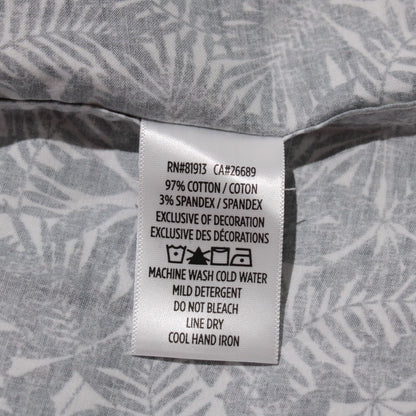 RN#81913 CA#26689
97% COTTON / COTON
3% SPANDEX / SPANDEX
EXCLUSIVE OF DECORATION
EXCLUSIVE DES DÉCORATIONS
MACHINE WASH COLD WATER
MILD DETERGENT
DO NOT BLEACH
LINE DRY
COOL HAND IRON